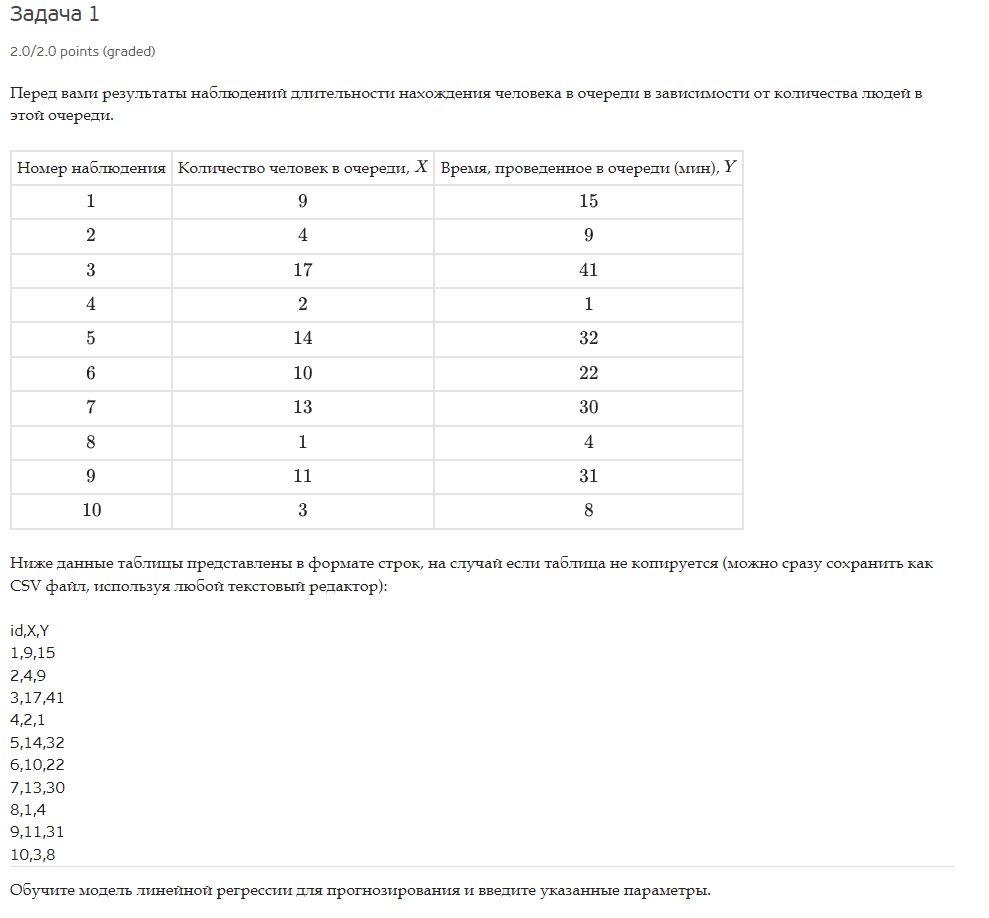 Задача 1
2.0/2.0 points (graded)
Перед вами результаты наблюдений длительности нахождения человека в очереди в зависимости от количества людей в
этой очереди.
Номер наблюдения Количество человек в очереди, X Время, проведенное в очереди (мин), Y
1 9 15
2 4 9
3 17 41
4 2 1
5 14 32
6 10 22
7 13 30
8 1 4
9 11 31
10 3 8
Ниже данные таблицы представлены в формате строк, на случай если таблица не копируется (можно сразу сохранить как
CSV файл, используя любой текстовый редактор):
id,X,Y
1,9,15
2,4,9
3,17,41
4,2,1
5,14,32
6,10,22
7,13,30
8,1,4
9,11,31
10,3,8
Обучите модель линейной регрессии для прогнозирования и введите указанные параметры.